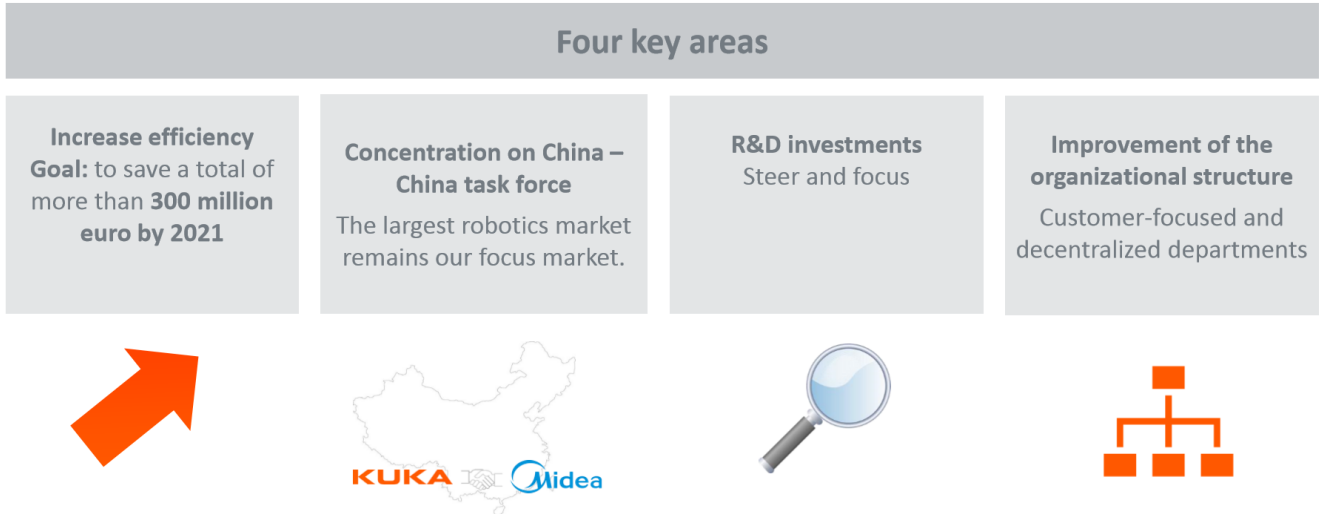 Four key areas
Increase efficiency
Goal: to save a total of
more than 300 million
euro by 2021
Concentration on China –
China task force
The largest robotics market
remains our focus market.
R&D investments
Steer and focus
Improvement of the
organizational structure
Customer-focused and
decentralized departments
KUKA
Midea